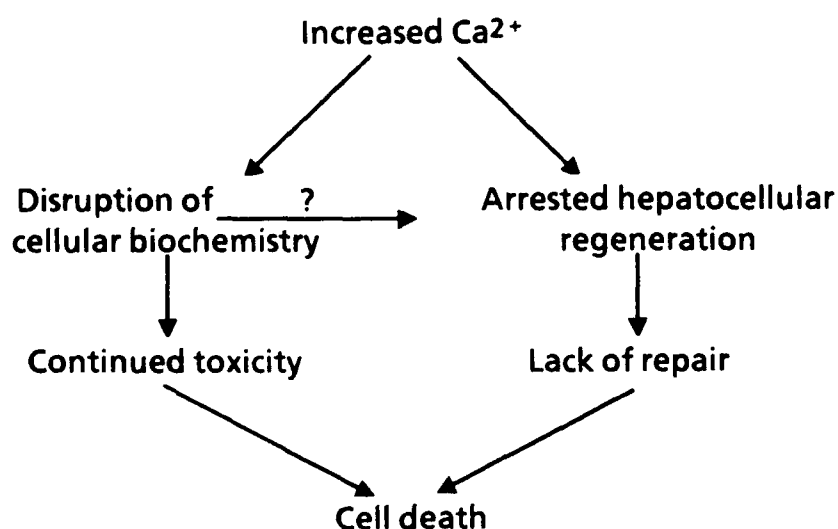 Increased Ca2+
Disruption of
cellular biochemistry
?
Arrested hepatocellular
regeneration
Continued toxicity
Lack of repair
Cell death